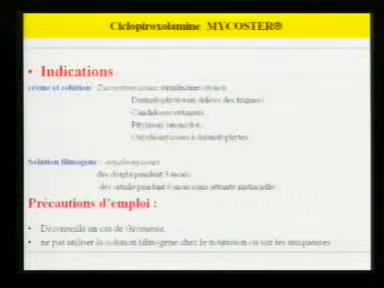 Ciclopiroxolamine MYCOSTER®
• Indications
crème et solution:
Dermatophytoses
Candidoses cutanées
Pityriasis versicolor
Onychomycoses à dermatophytes
Solution filmogène: onychomycoses
des doigts pendant 3 mois
des orteils pendant 6 mois sans atteinte matricielle
Précautions d'emploi :
• Déconseillé en cas de Grossesse
• ne pas utiliser la solution filmogène chez le nourrisson ou sur les muqueuses